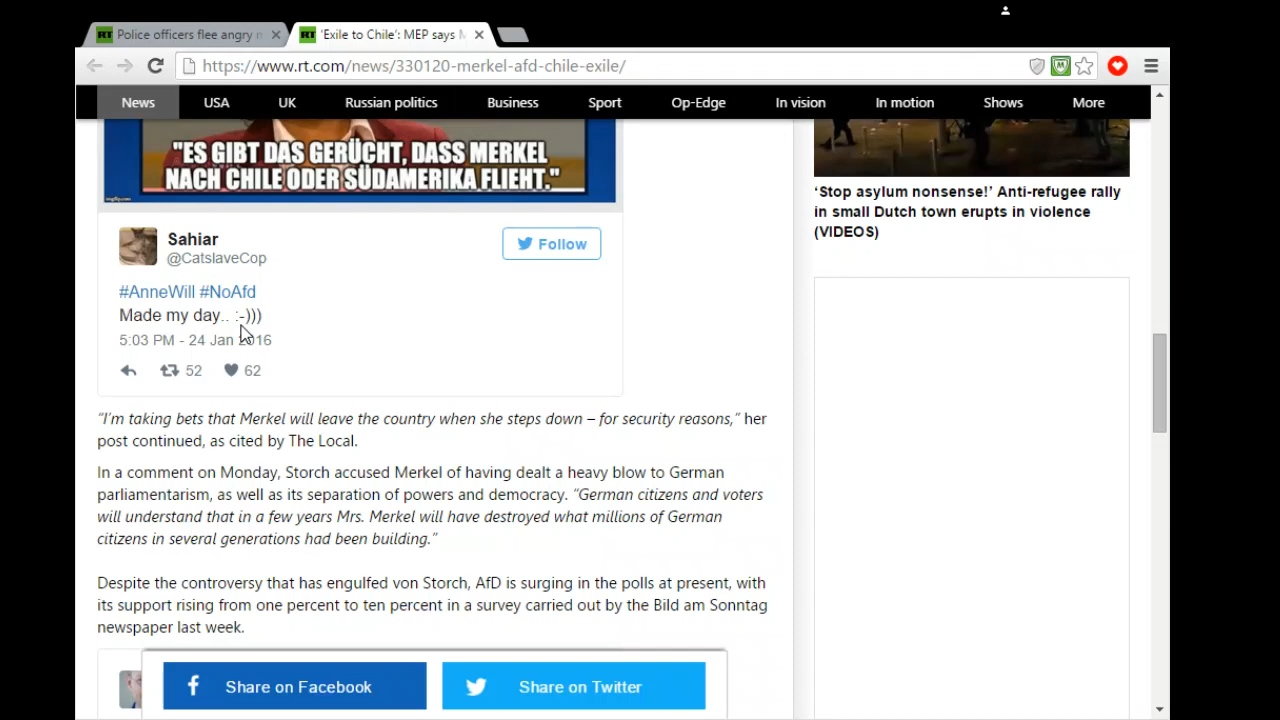 Police officers flee angry m
'Exile to Chile': MEP says M
https://www.rt.com/news/330120-merkel-afd-chile-exile/
News USA UK Russian politics Business Sport Op-Edge In vision In motion Shows More
"ES GIBT DAS GERÜCHT, DASS MERKEL
NACH CHILE ODER SÜDAMERIKA FLIEHT."
imgflip.com
‘Stop asylum nonsense!’ Anti-refugee rally
in small Dutch town erupts in violence
(VIDEOS)
Sahiar
@CatslaveCop
Follow
#AnneWill #NoAfd
Made my day.. :-)))
5:03 PM - 24 Jan 2016
52 62
“I’m taking bets that Merkel will leave the country when she steps down – for security reasons,” her
post continued, as cited by The Local.
In a comment on Monday, Storch accused Merkel of having dealt a heavy blow to German
parliamentarism, as well as its separation of powers and democracy. “German citizens and voters
will understand that in a few years Mrs. Merkel will have destroyed what millions of German
citizens in several generations had been building.”
Despite the controversy that has engulfed von Storch, AfD is surging in the polls at present, with
its support rising from one percent to ten percent in a survey carried out by the Bild am Sonntag
newspaper last week.
Share on Facebook
Share on Twitter